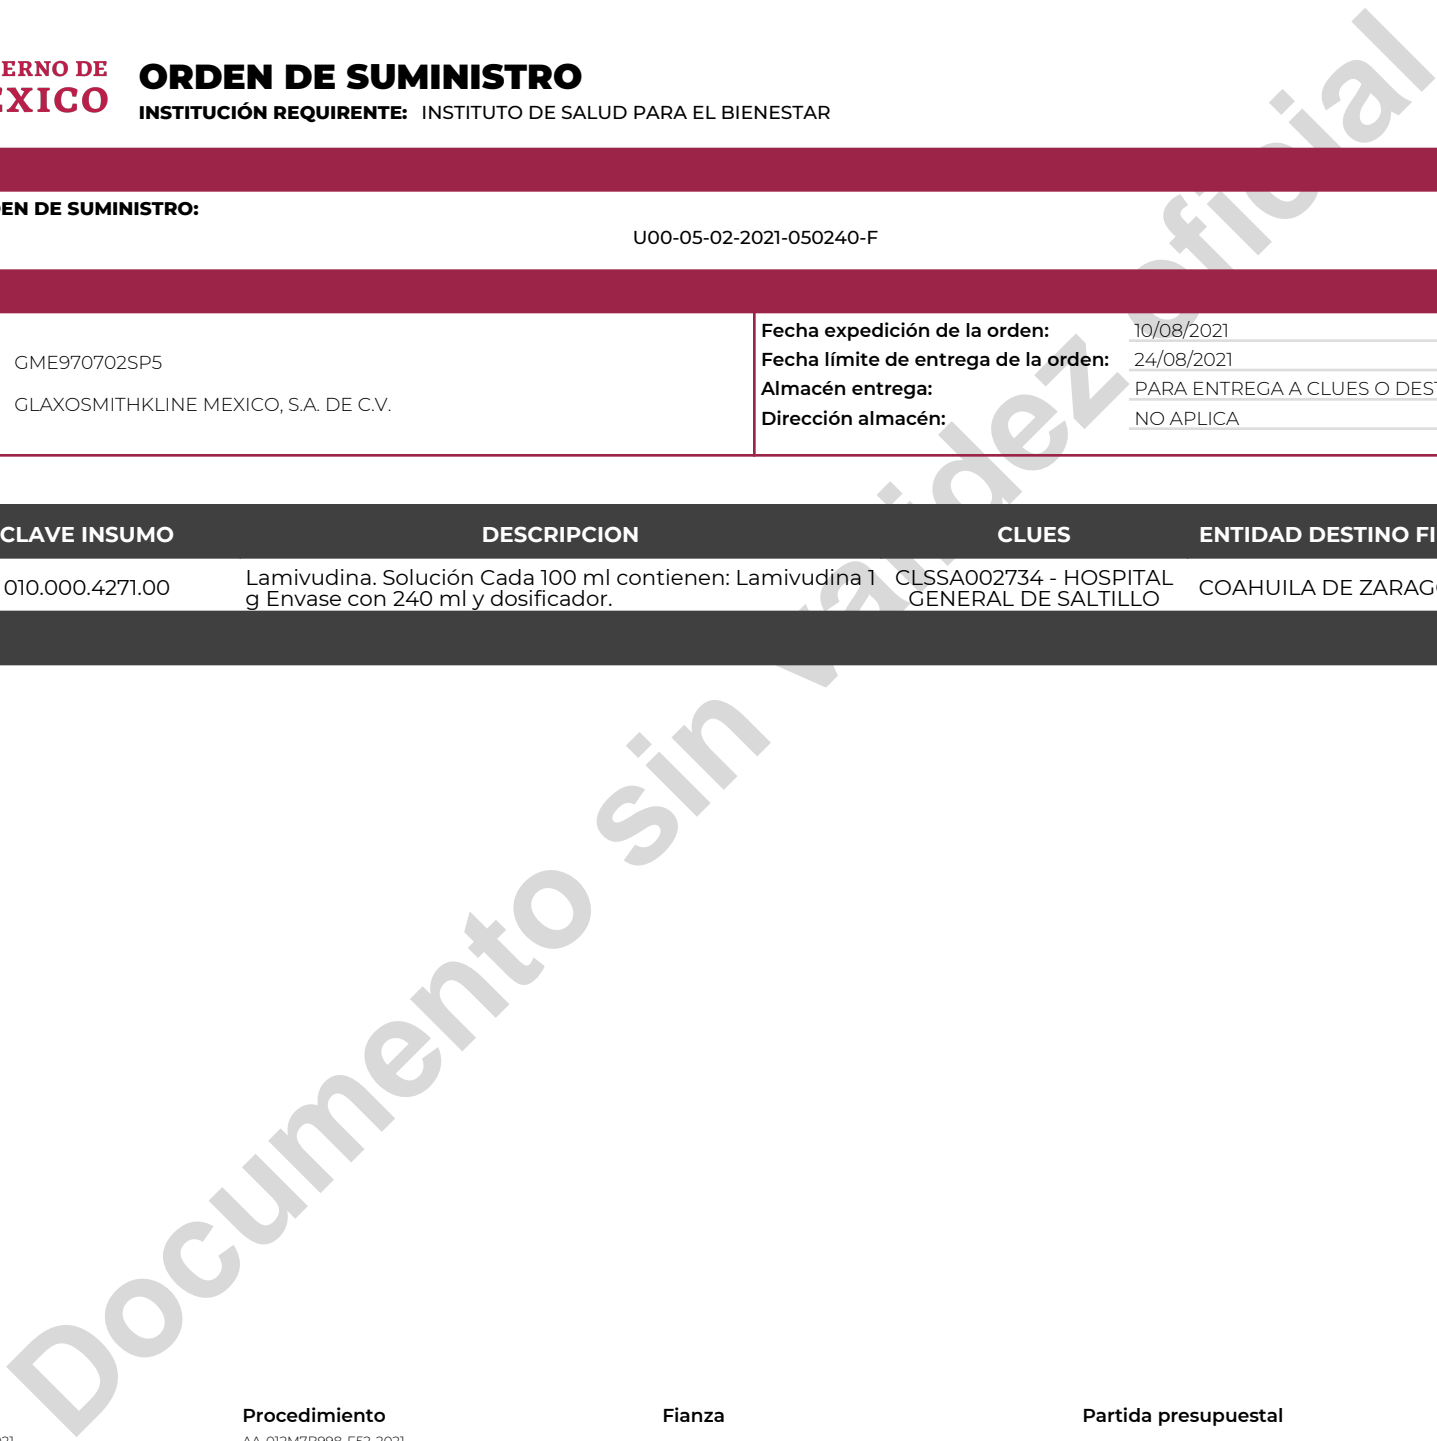 ERNO DE
EXICO
ORDEN DE SUMINISTRO
INSTITUCIÓN REQUIRENTE: INSTITUTO DE SALUD PARA EL BIENESTAR
EN DE SUMINISTRO:
U00-05-02-2021-050240-F
GME970702SP5
GLAXOSMITHKLINE MEXICO, S.A. DE C.V.
Fecha expedición de la orden: 10/08/2021
Fecha límite de entrega de la orden: 24/08/2021
Almacén entrega: PARA ENTREGA A CLUES O DEST
Dirección almacén: NO APLICA
CLAVE INSUMO DESCRIPCION CLUES ENTIDAD DESTINO FI
010.000.4271.00
Lamivudina. Solución Cada 100 ml contienen: Lamivudina 1
g Envase con 240 ml y dosificador.
CLSSA002734 - HOSPITAL
GENERAL DE SALTILLO
COAHUILA DE ZARAG
Documento sin validez oficial
Procedimiento Fianza Partida presupuestal